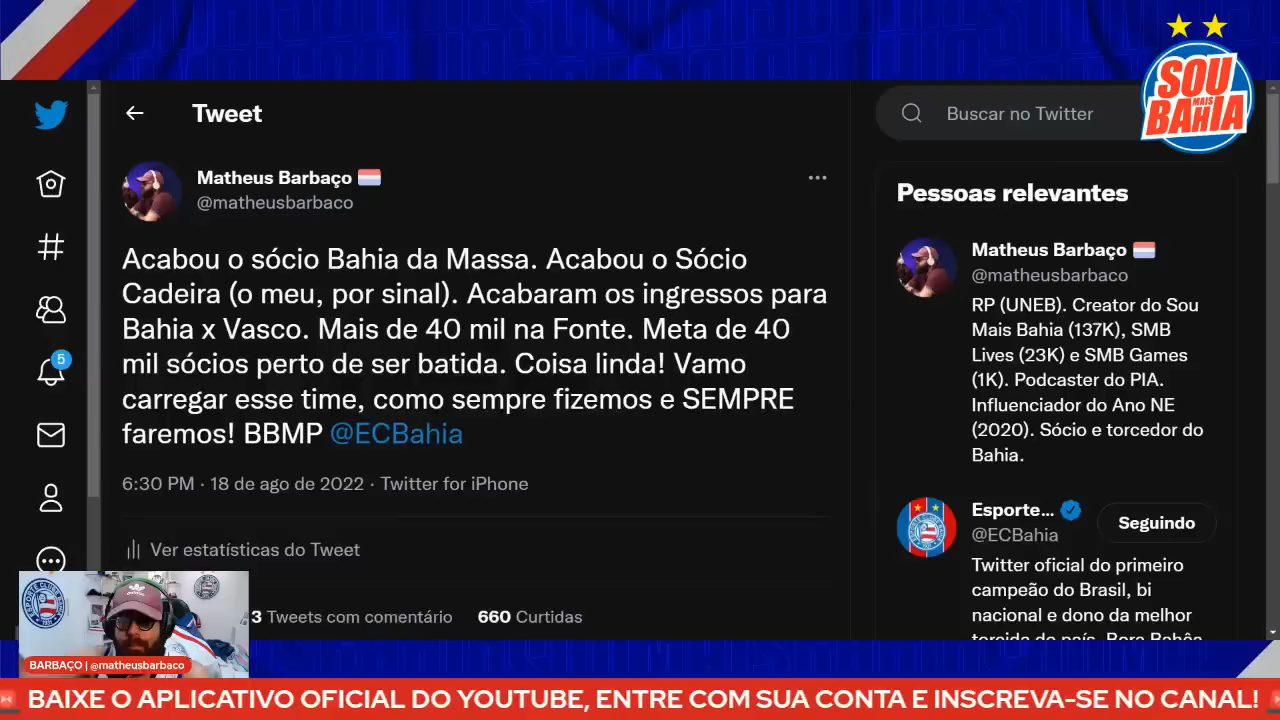 SOU
MAIS
BAHIA
Tweet
Buscar no Twitter
Matheus Barbaço
@matheusbarbaco
Acabou o sócio Bahia da Massa. Acabou o Sócio
Cadeira (o meu, por sinal). Acabaram os ingressos para
Bahia x Vasco. Mais de 40 mil na Fonte. Meta de 40
mil sócios perto de ser batida. Coisa linda! Vamo
carregar esse time, como sempre fizemos e SEMPRE
faremos! BBMP @ECBahia
6:30 PM · 18 de ago de 2022 · Twitter for iPhone
Ver estatísticas do Tweet
3 Tweets com comentário 660 Curtidas
5
Pessoas relevantes
Matheus Barbaço
@matheusbarbaco
RP (UNEB). Creator do Sou
Mais Bahia (137K), SMB
Lives (23K) e SMB Games
(1K). Podcaster do PIA.
Influenciador do Ano NE
(2020). Sócio e torcedor do
Bahia.
Esporte...
@ECBahia
Seguindo
Twitter oficial do primeiro
campeão do Brasil, bi
nacional e dono da melhor
torcida do país. Bora Bahêa
BARBAÇO | @matheusbarbaco
BAIXE O APLICATIVO OFICIAL DO YOUTUBE, ENTRE COM SUA CONTA E INSCREVA-SE NO CANAL!